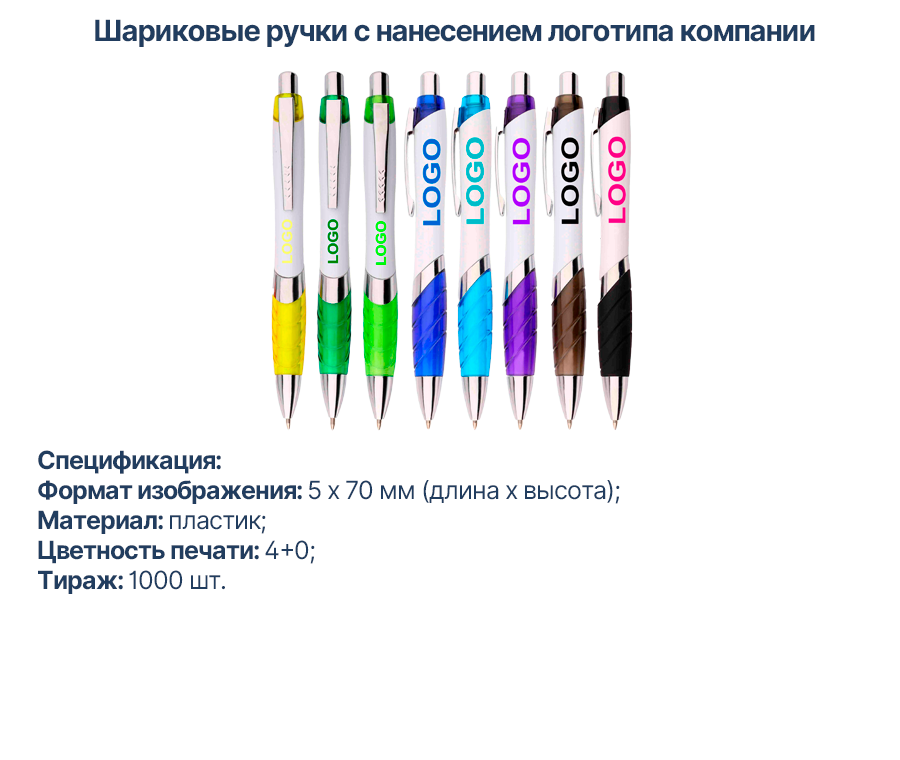 Шариковые ручки с нанесением логотипа компании
LOGO
LOGO
LOGO
LOGO
LOGO
LOGO
LOGO
LOGO
Спецификация:
Формат изображения: 5 х 70 мм (длина х высота);
Материал: пластик;
Цветность печати: 4+0;
Тираж: 1000 шт.